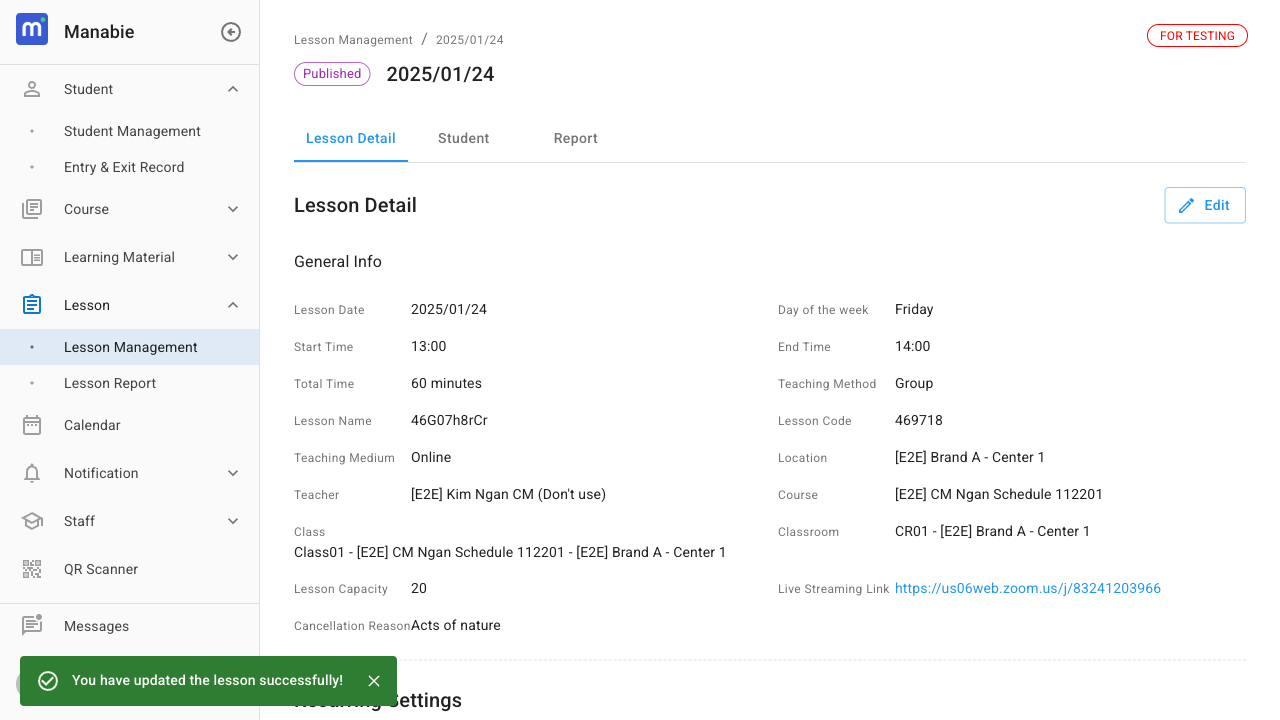 m
Manabie
Student
Student Management
Entry & Exit Record
Course
Learning Material
Lesson
Lesson Management
Lesson Report
Calendar
Notification
Staff
QR Scanner
Messages
Lesson Management / 2025/01/24
FOR TESTING
Published 2025/01/24
Lesson Detail Student Report
Lesson Detail
Edit
General Info
Lesson Date 2025/01/24 Day of the week Friday
Start Time 13:00 End Time 14:00
Total Time 60 minutes Teaching Method Group
Lesson Name 46G07h8rCr Lesson Code 469718
Teaching Medium Online Location [E2E] Brand A - Center 1
Teacher [E2E] Kim Ngan CM (Don't use) Course [E2E] CM Ngan Schedule 112201
Class Classroom CR01 - [E2E] Brand A - Center 1
Class01 - [E2E] CM Ngan Schedule 112201 - [E2E] Brand A - Center 1
Lesson Capacity 20 Live Streaming Link https://us06web.zoom.us/j/83241203966
Cancellation Reason Acts of nature
Recurring Settings
You have updated the lesson successfully!